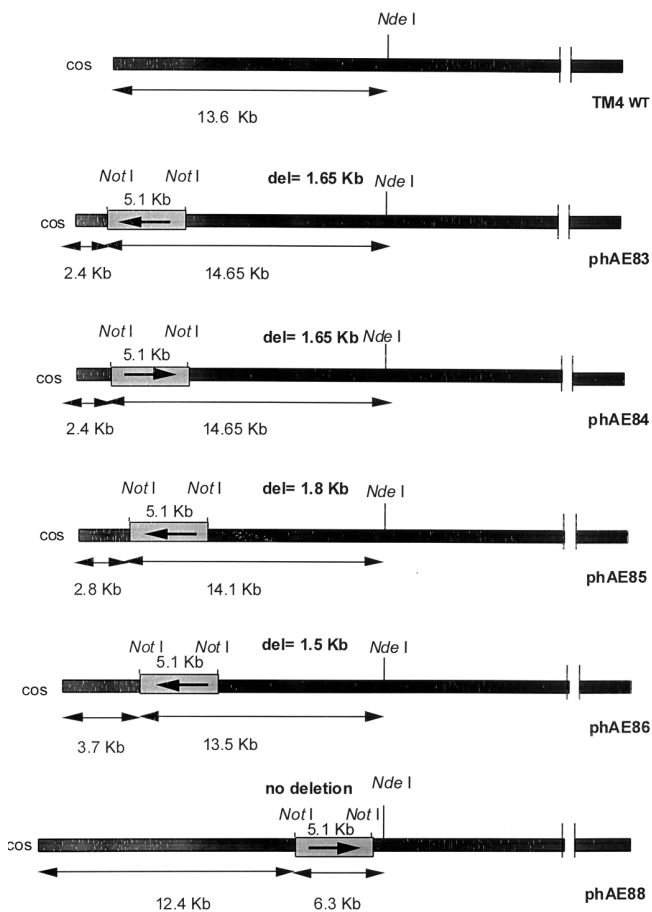 Nde I
cos
TM4 WT
13.6 Kb
Not I Not I del= 1.65 Kb Nde I
5.1 Kb
cos
phAE83
2.4 Kb 14.65 Kb
Not I Not I del= 1.65 Kb Nde I
5.1 Kb
cos
phAE84
2.4 Kb 14.65 Kb
Not I Not I del= 1.8 Kb Nde I
5.1 Kb
cos
phAE85
2.8 Kb 14.1 Kb
Not I Not I del= 1.5 Kb Nde I
5.1 Kb
cos
phAE86
3.7 Kb 13.5 Kb
no deletion Nde I
Not I Not I
5.1 Kb
cos
phAE88
12.4 Kb 6.3 Kb